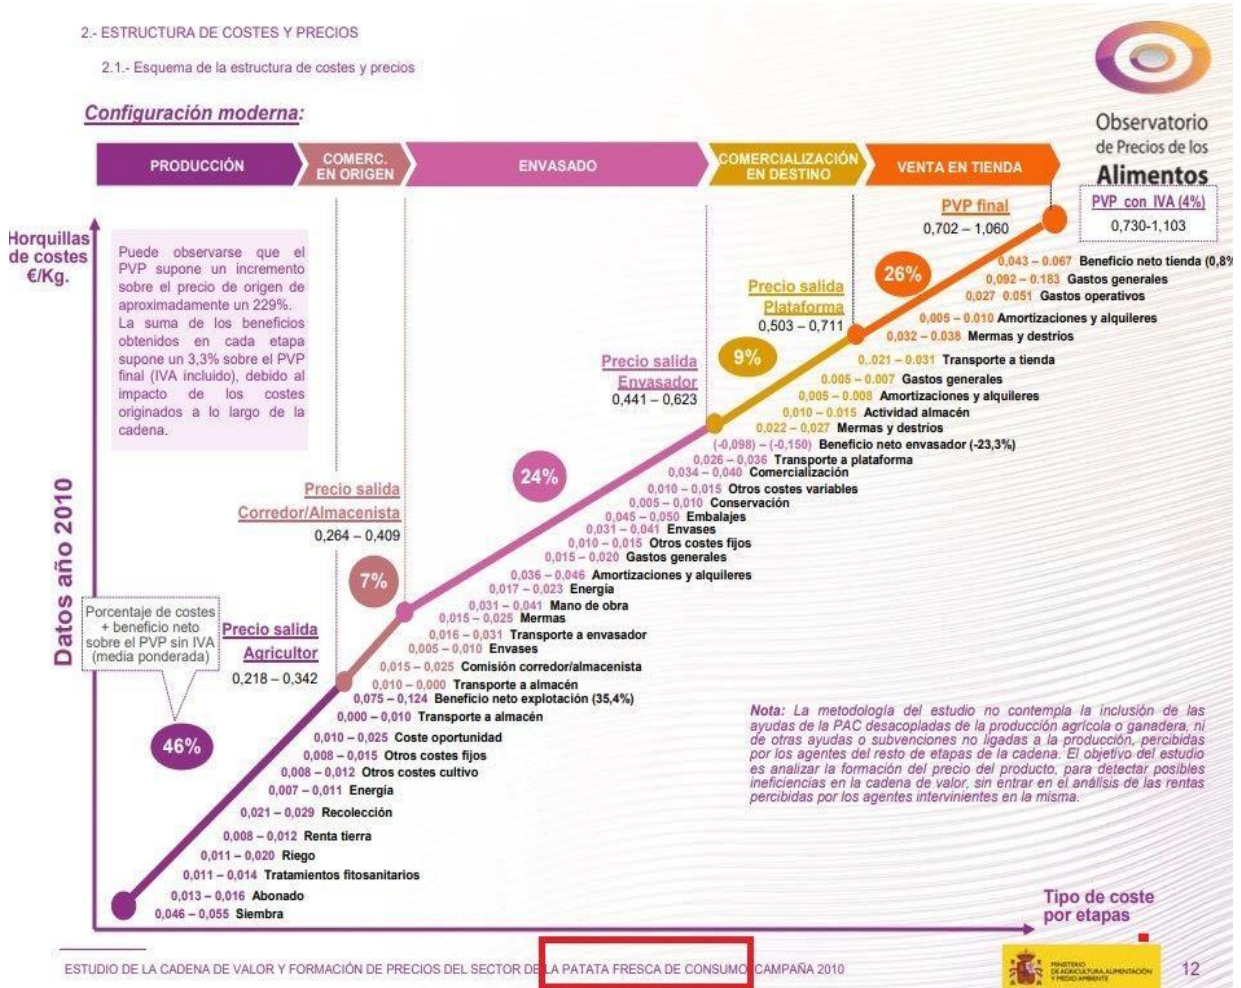 2.- ESTRUCTURA DE COSTES Y PRECIOS
2.1.- Esquema de la estructura de costes y precios
Configuración moderna:
Observatorio
de Precios de los
Alimentos
PRODUCCIÓN
COMERC.
EN ORIGEN
ENVASADO
COMERCIALIZACIÓN
EN DESTINO
VENTA EN TIENDA
PVP con IVA (4%)
0,730-1,103
PVP final
0,702 – 1,060
Horquillas
de costes
€/Kg.
Puede observarse que el
PVP supone un incremento
sobre el precio de origen de
aproximadamente un 229%.
La suma de los beneficios
obtenidos en cada etapa
supone un 3,3% sobre el PVP
final (IVA incluido), debido al
impacto de los costes
originados a lo largo de la
cadena.
26%
0,043 – 0.067 Beneficio neto tienda (0,8%
0,092 – 0.183 Gastos generales
0,027 0.051 Gastos operativos
0,005 – 0.010 Amortizaciones y alquileres
0,032 – 0.038 Mermas y destríos
Precio salida
Plataforma
0,503 – 0,711
9%
0,.021 – 0.031 Transporte a tienda
0.005 – 0.007 Gastos generales
0,005 – 0.008 Amortizaciones y alquileres
0,010 – 0.015 Actividad almacén
0,022 – 0,027 Mermas y destríos
Precio salida
Envasador
0,441 – 0,623
24%
(-0,098) – (-0,150) Beneficio neto envasador (-23,3%)
0,026 – 0,036 Transporte a plataforma
0,034 – 0,040 Comercialización
0,010 – 0,015 Otros costes variables
0,005 – 0,010 Conservación
0,045 – 0,050 Embalajes
0,031 – 0,041 Envases
0,010 – 0,015 Otros costes fijos
0,015 – 0,020 Gastos generales
0,036 – 0,046 Amortizaciones y alquileres
0,017 – 0,023 Energía
0,031 – 0,041 Mano de obra
0,015 – 0,025 Mermas
Precio salida
Corredor/Almacenista
0,264 – 0,409
7%
0,016 – 0,031 Transporte a envasador
0,005 – 0,010 Envases
0,015 – 0,025 Comisión corredor/almacenista
0,010 – 0,000 Transporte a almacén
Datos año 2010
Porcentaje de costes
+ beneficio neto
sobre el PVP sin IVA
(media ponderada)
46%
Precio salida
Agricultor
0,218 – 0,342
0,075 – 0,124 Beneficio neto explotación (35,4%)
0,000 – 0,010 Transporte a almacén
0,010 – 0,025 Coste oportunidad
0,008 – 0,015 Otros costes fijos
0,008 – 0,012 Otros costes cultivo
0,007 – 0,011 Energía
0,021 – 0,029 Recolección
0,008 – 0,012 Renta tierra
0,011 – 0,020 Riego
0,011 – 0,014 Tratamientos fitosanitarios
0,013 – 0,016 Abonado
0,046 – 0,055 Siembra
Nota: La metodología del estudio no contempla la inclusión de las
ayudas de la PAC desacopladas de la producción agrícola o ganadera, ni
de otras ayudas o subvenciones no ligadas a la producción, percibidas
por los agentes del resto de etapas de la cadena. El objetivo del estudio
es analizar la formación del precio del producto, para detectar posibles
ineficiencias en la cadena de valor, sin entrar en el análisis de las rentas
percibidas por los agentes intervinientes en la misma.
Tipo de coste
por etapas
ESTUDIO DE LA CADENA DE VALOR Y FORMACIÓN DE PRECIOS DEL SECTOR DE LA PATATA FRESCA DE CONSUMO CAMPAÑA 2010
MINISTERIO
DE AGRICULTURA, ALIMENTACIÓN
Y MEDIO AMBIENTE
12